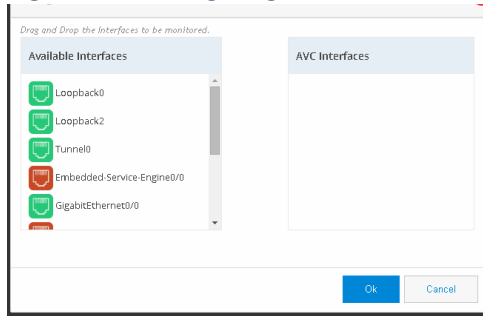 Drag and Drop the Interfaces to be monitored.
Available Interfaces
AVC Interfaces
Loopback0
Loopback2
Tunnel0
Embedded-Service-Engine0/0
GigabitEthernet0/0
Ok
Cancel